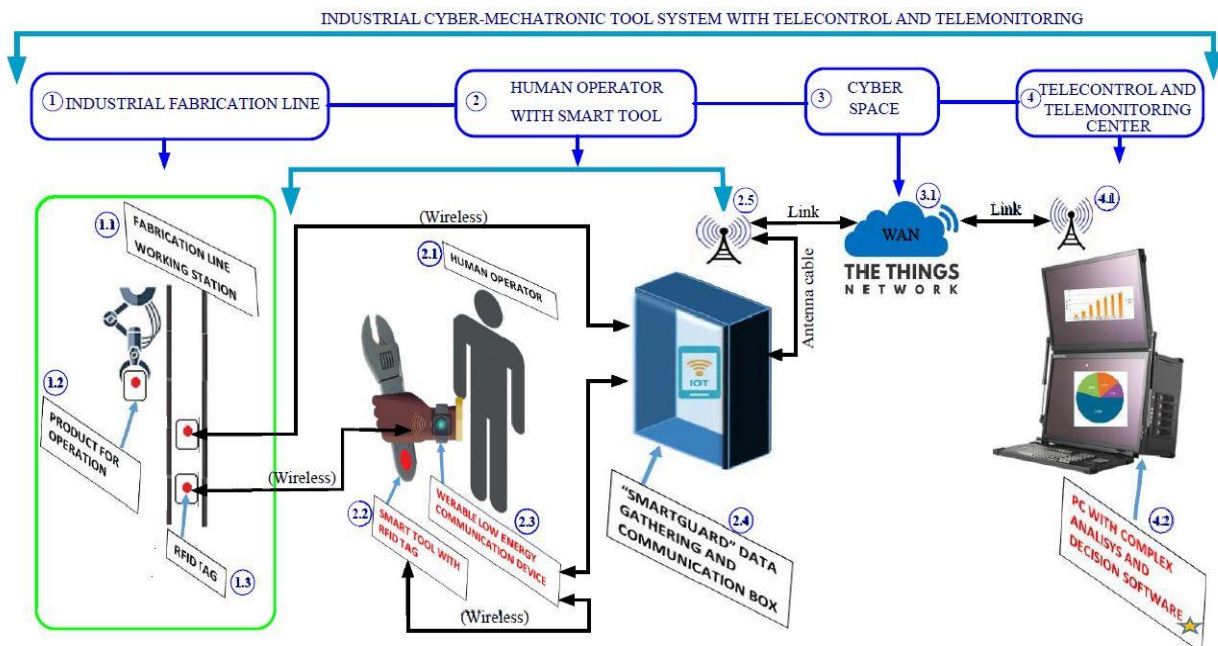 INDUSTRIAL CYBER-MECHATRONIC TOOL SYSTEM WITH TELECONTROL AND TELEMONITORING
1 INDUSTRIAL FABRICATION LINE
2 HUMAN OPERATOR
WITH SMART TOOL
3 CYBER
SPACE
4 TELECONTROL AND
TELEMONITORING
CENTER
1.1
FABRICATION LINE
WORKING STATION
1.2
PRODUCT FOR
OPERATION
RFID TAG
1.3
(Wireless)
(Wireless)
2.1
HUMAN OPERATOR
2.2
SMART TOOL WITH
RFID TAG
2.3
WERABLE LOW ENERGY
COMMUNICATION DEVICE
(Wireless)
2.5
Link
Antenna cable
IOT
2.4
"SMARTGUARD" DATA
GATHERING AND
COMMUNICATION BOX
3.1
WAN
THE THINGS
NETWORK
Link
4.1
4.2
PC WITH COMPLEX
ANALISYS AND
DECISION SOFTWARE